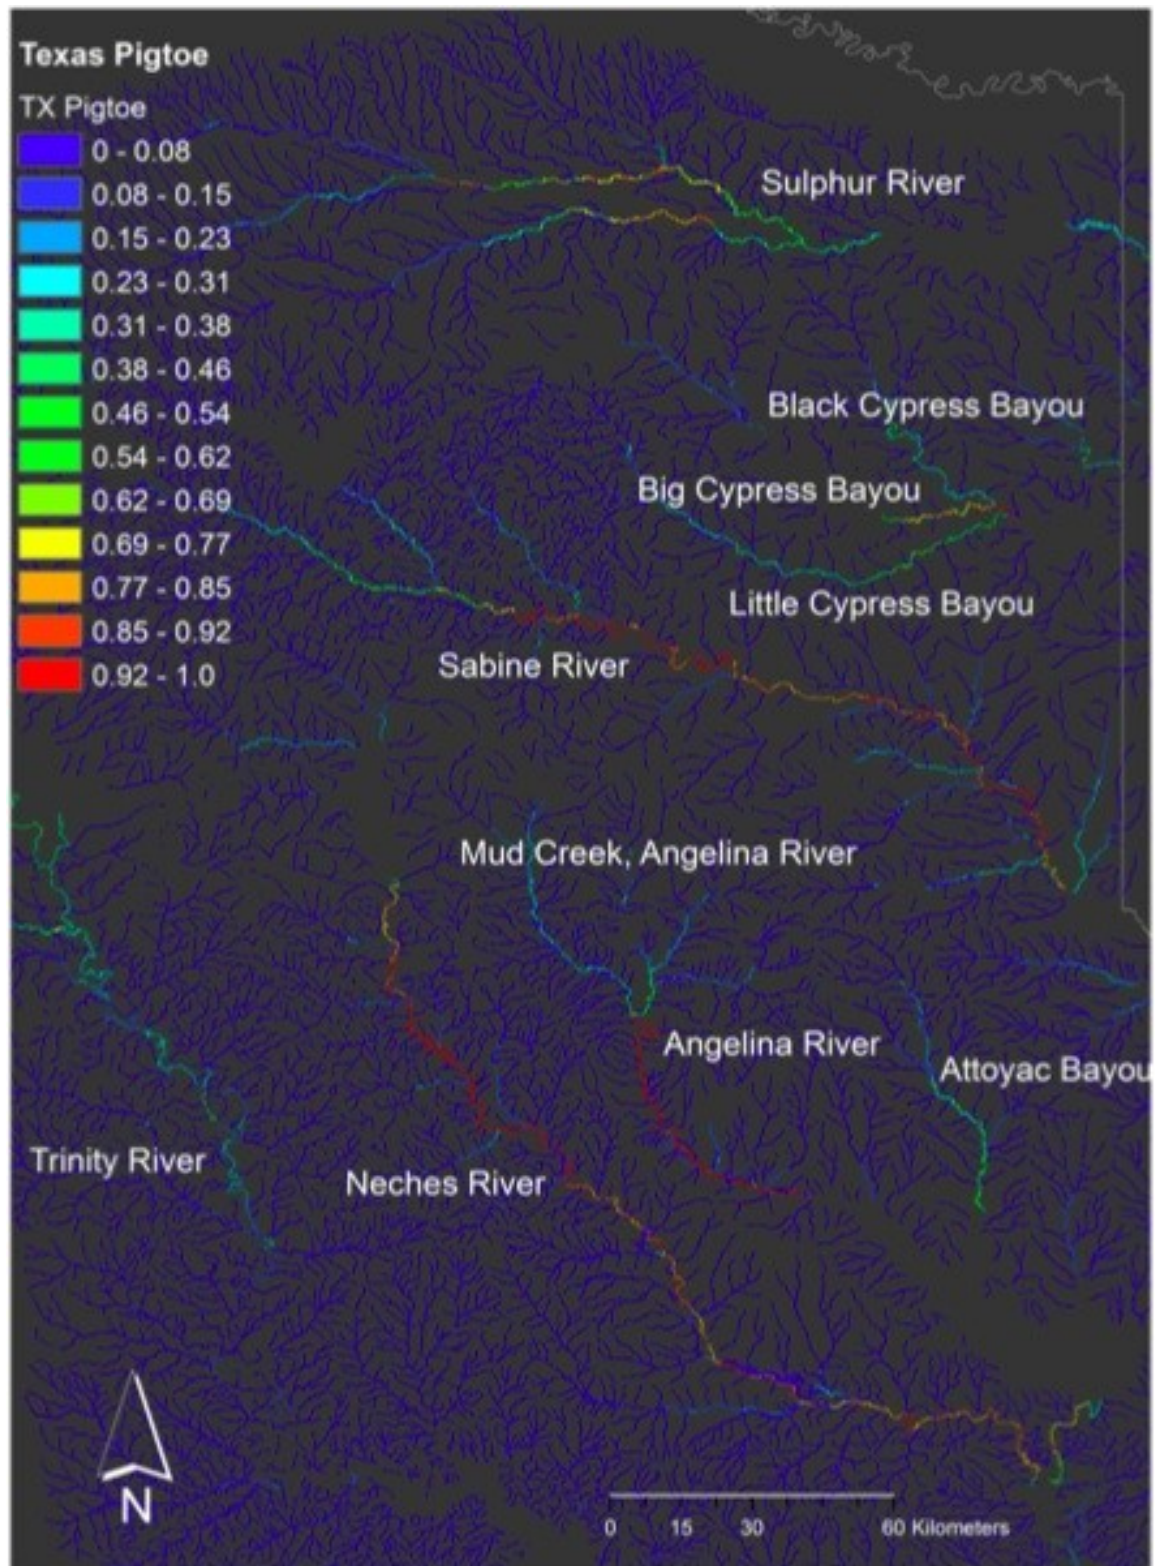 Texas Pigtoe
TX Pigtoe
0 - 0.08
0.08 - 0.15
0.15 - 0.23
0.23 - 0.31
0.31 - 0.38
0.38 - 0.46
0.46 - 0.54
0.54 - 0.62
0.62 - 0.69
0.69 - 0.77
0.77 - 0.85
0.85 - 0.92
0.92 - 1.0
Sulphur River
Black Cypress Bayou
Big Cypress Bayou
Little Cypress Bayou
Sabine River
Mud Creek, Angelina River
Angelina River
Attoyac Bayou
Trinity River
Neches River
N
0 15 30 60 Kilometers